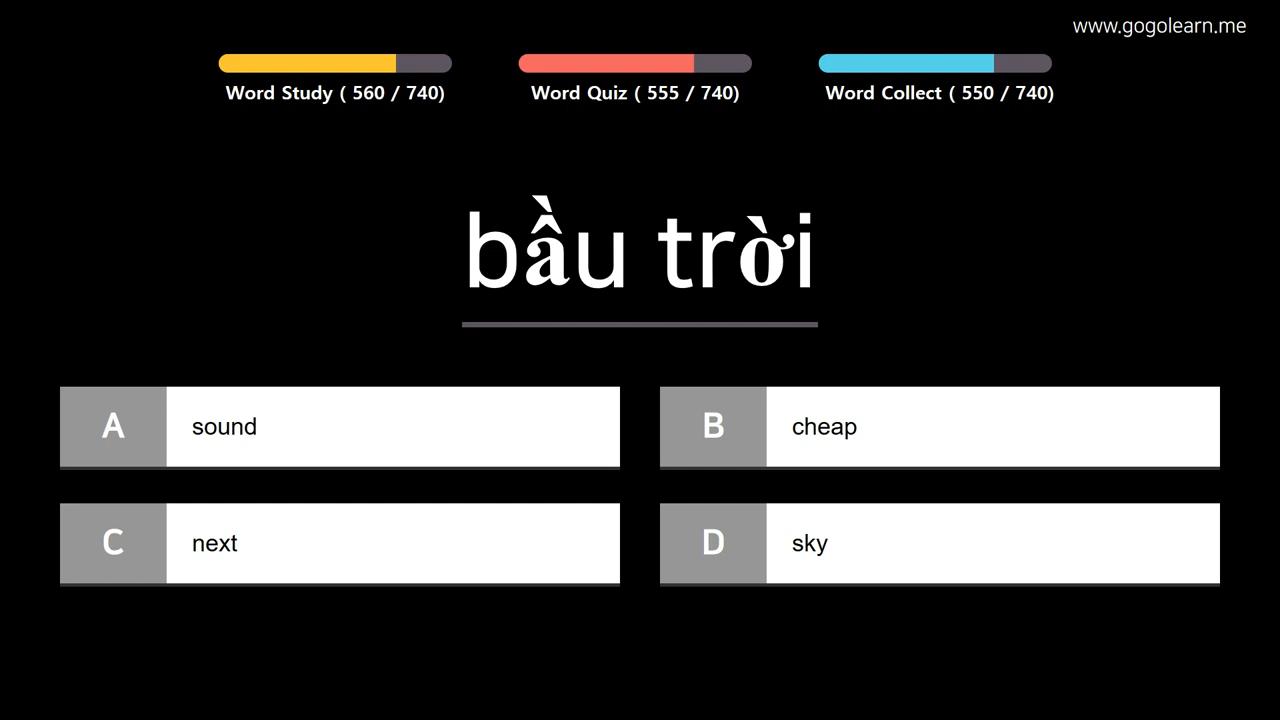 www.gogolearn.me
Word Study ( 560 / 740)
Word Quiz ( 555 / 740)
Word Collect ( 550 / 740)
bầu trời
A sound
B cheap
C next
D sky